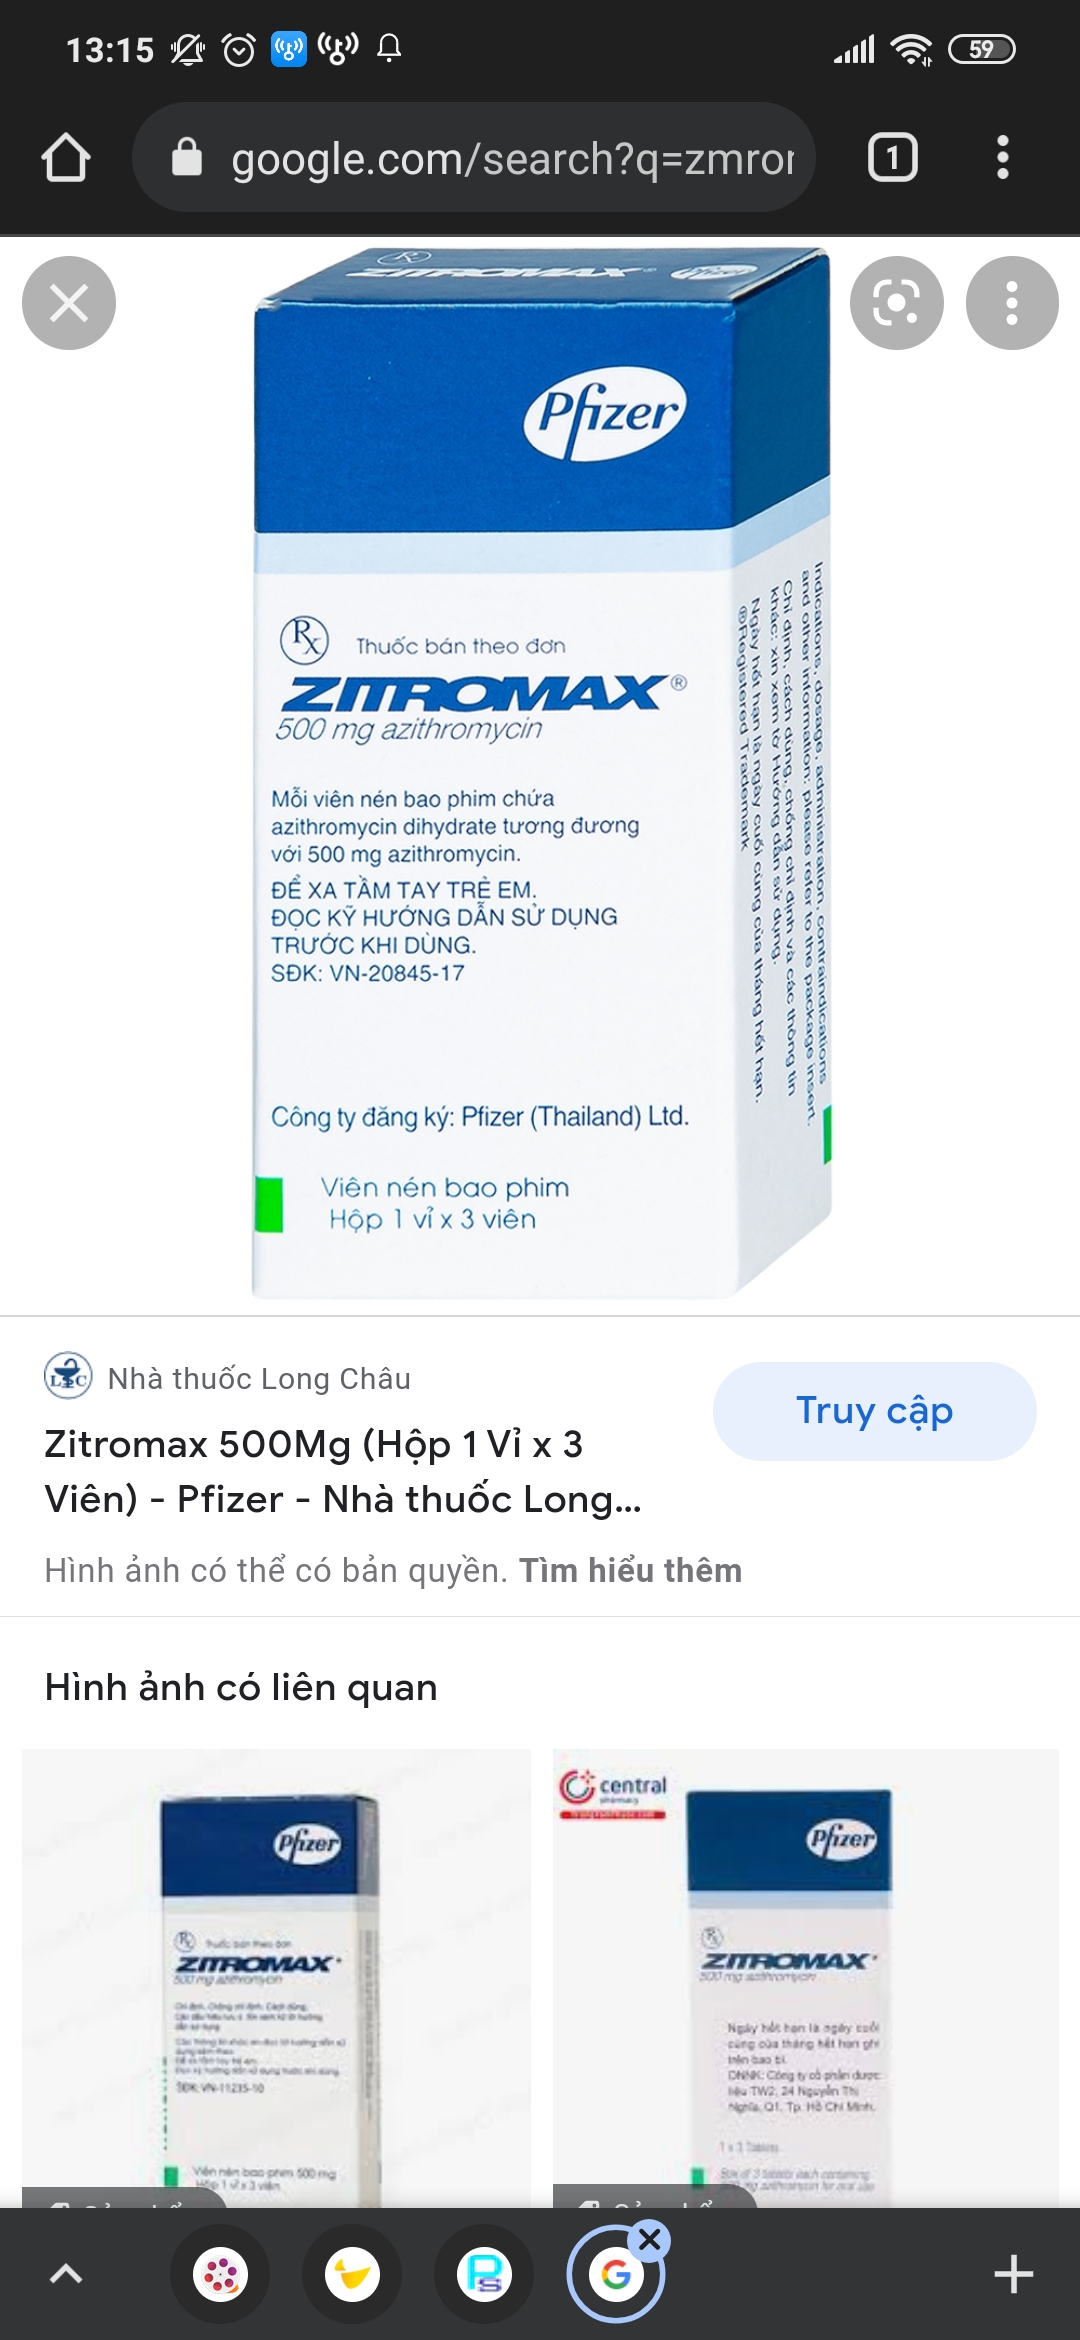 13:15
59
google.com/search?q=zmror
1
Rx
ZITROMAX®
Pfizer
Pfizer
Rx Thuốc bán theo đơn
ZITROMAX®
500 mg azithromycin
Mỗi viên nén bao phim chứa
azithromycin dihydrate tương đương
với 500 mg azithromycin.
ĐỂ XA TẦM TAY TRẺ EM.
ĐỌC KỸ HƯỚNG DẪN SỬ DỤNG
TRƯỚC KHI DÙNG.
SĐK: VN-20845-17
Công ty đăng ký: Pfizer (Thailand) Ltd.
Viên nén bao phim
Hộp 1 vỉ x 3 viên
Indications, dosage, administration, contraindications
and other information: please refer to the package insert.
Chỉ định, cách dùng, chống chỉ định và các thông tin
khác: xin xem tờ Hướng dẫn sử dụng.
Ngày hết hạn là ngày cuối cùng của tháng hết hạn.
®Registered Trademark
LC
Nhà thuốc Long Châu
Truy cập
Zitromax 500Mg (Hộp 1 Vỉ x 3
Viên) - Pfizer - Nhà thuốc Long...
Hình ảnh có thể có bản quyền. Tìm hiểu thêm
Hình ảnh có liên quan
Pfizer
Rx Thuốc bán theo đơn
ZITROMAX
500 mg azithromycin
SĐK: VN-11235-10
Viên nén bao phim 500 mg
Hộp 1 vỉ x 3 viên
central
pharmacy
Pfizer
Rx
ZITROMAX
500 mg azithromycin
Ngày hết hạn là ngày cuối
cùng của tháng hết hạn ghi
trên bao bì.
DNNK: Công ty cổ phần dược
liệu TW2, 24 Nguyễn Thị
Nghĩa, Q1, Tp. Hồ Chí Minh.
1 x 3 Tablets
Box of 3 tablets each containing
500 mg azithromycin for oral use